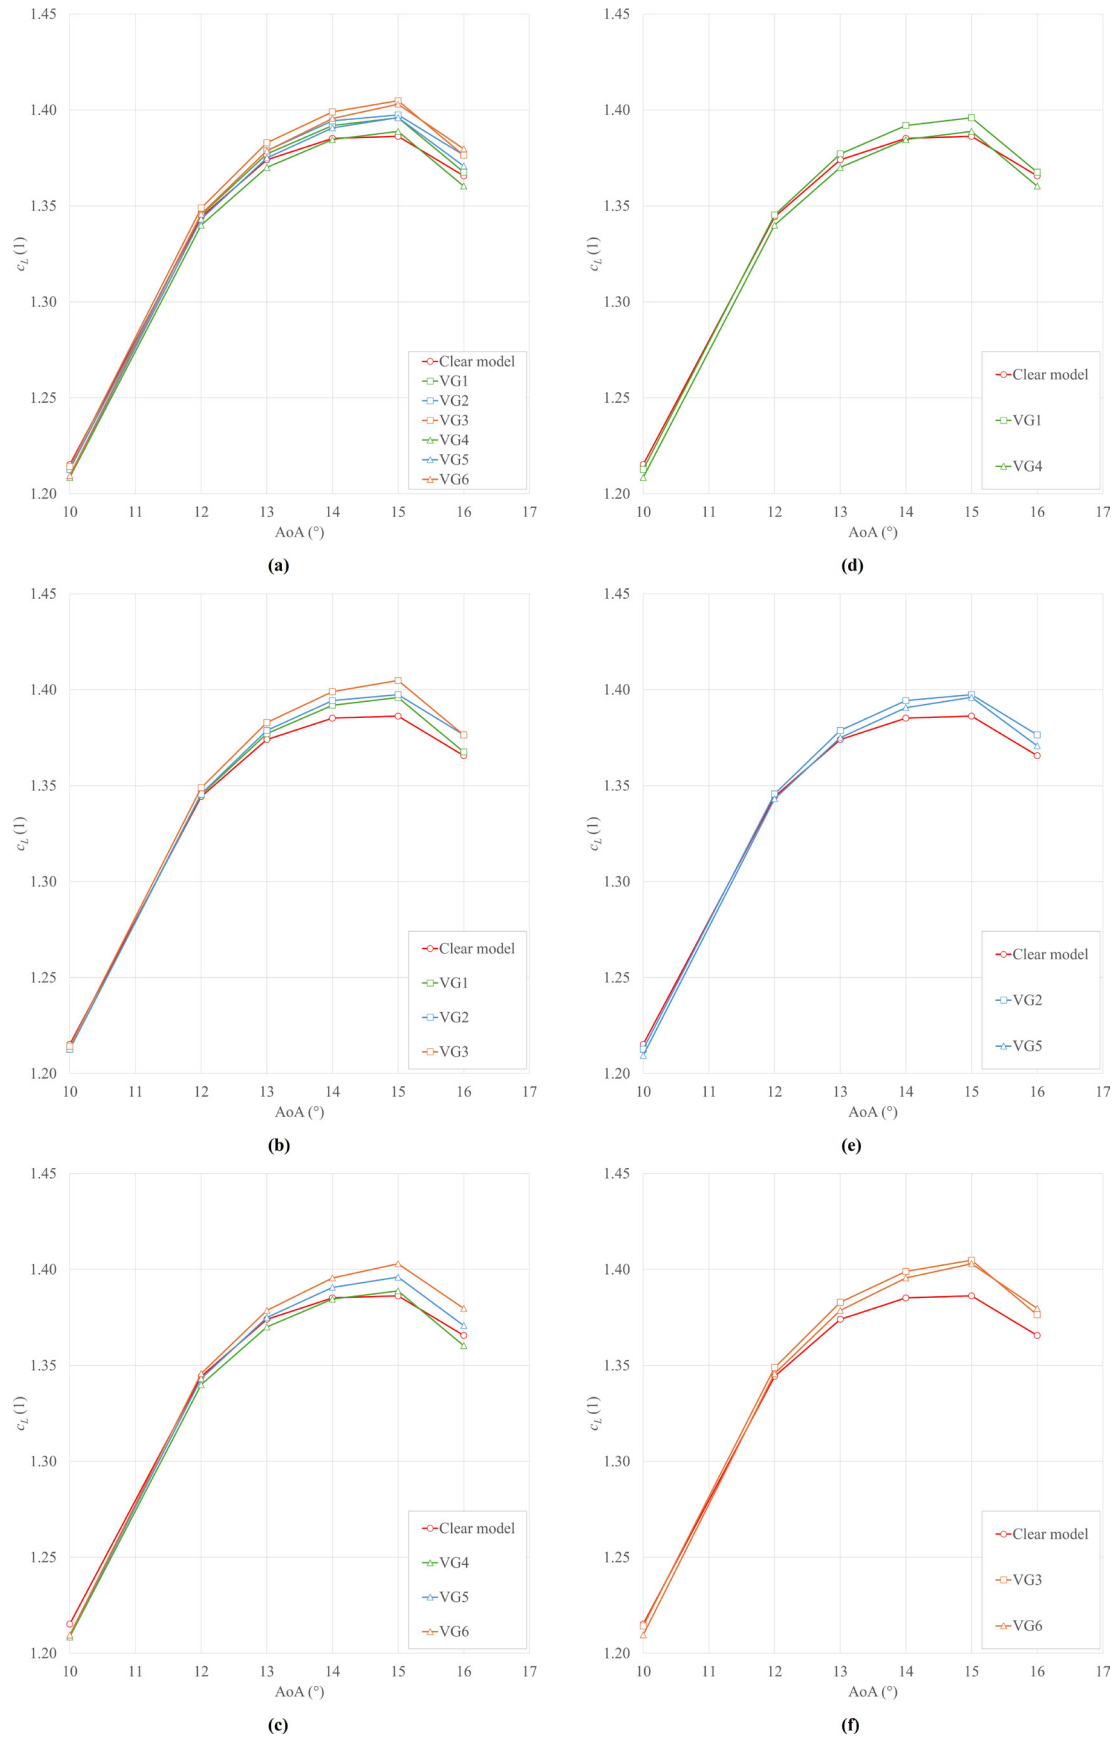 1.45
1.40
1.35
1.30
1.25
1.20
c_L (1)
10 11 12 13 14 15 16 17
AoA (°)
Clear model
VG1
VG2
VG3
VG4
VG5
VG6
(a)
1.45
1.40
1.35
1.30
1.25
1.20
c_L (1)
10 11 12 13 14 15 16 17
AoA (°)
Clear model
VG1
VG4
(d)
1.45
1.40
1.35
1.30
1.25
1.20
c_L (1)
10 11 12 13 14 15 16 17
AoA (°)
Clear model
VG1
VG2
VG3
(b)
1.45
1.40
1.35
1.30
1.25
1.20
c_L (1)
10 11 12 13 14 15 16 17
AoA (°)
Clear model
VG2
VG5
(e)
1.45
1.40
1.35
1.30
1.25
1.20
c_L (1)
10 11 12 13 14 15 16 17
AoA (°)
Clear model
VG4
VG5
VG6
(c)
1.45
1.40
1.35
1.30
1.25
1.20
c_L (1)
10 11 12 13 14 15 16 17
AoA (°)
Clear model
VG3
VG6
(f)